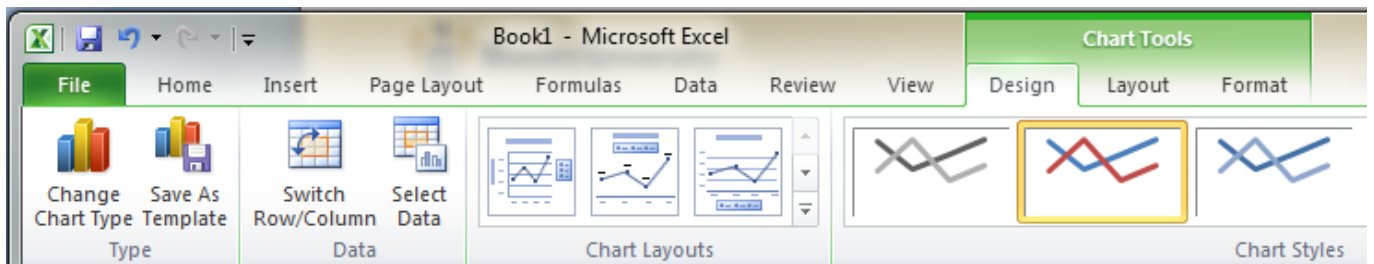 Book1 - Microsoft Excel
Chart Tools
File Home Insert Page Layout Formulas Data Review View Design Layout Format
Change Save As Switch Select
Chart Type Template Row/Column Data
Type Data Chart Layouts Chart Styles